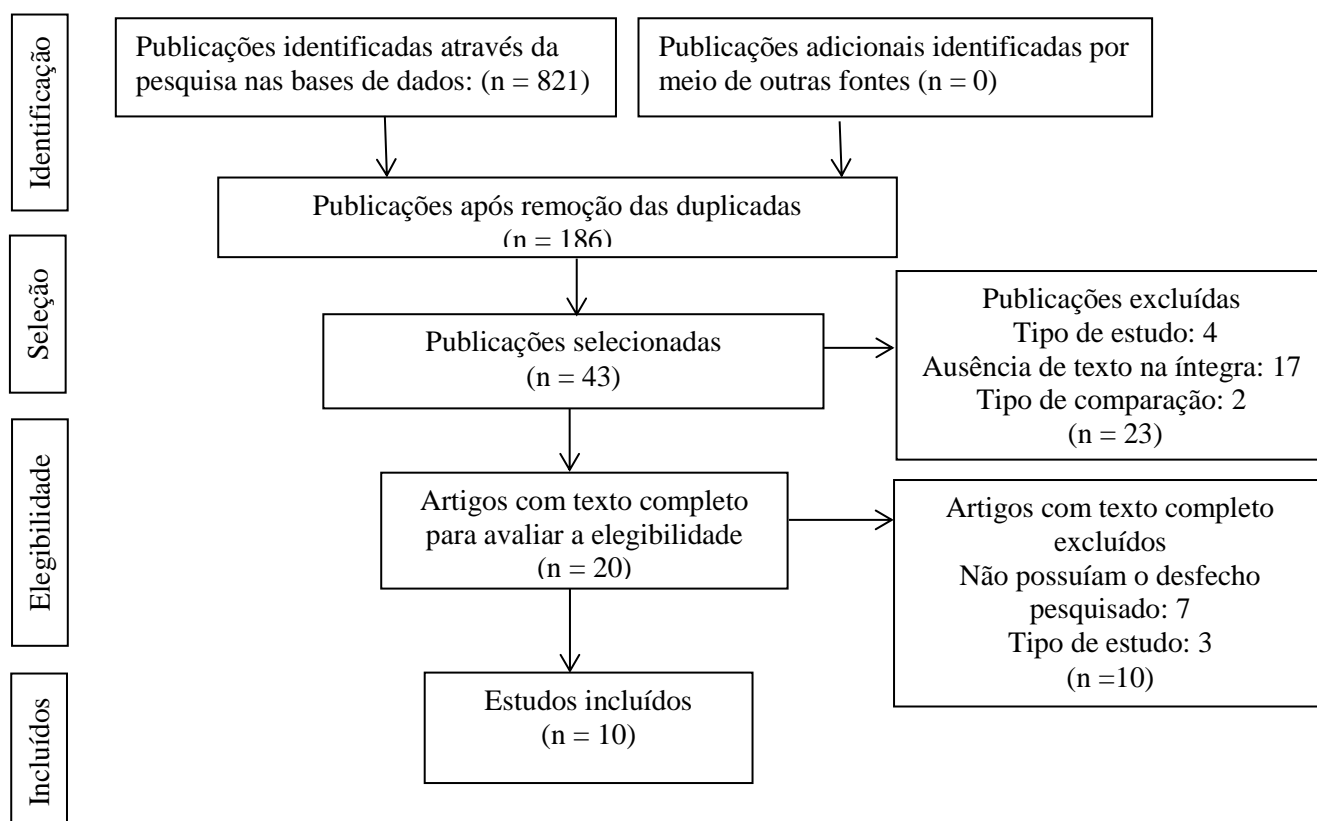 Identificação
Publicações identificadas através da
pesquisa nas bases de dados: (n = 821)
Publicações adicionais identificadas por
meio de outras fontes (n = 0)
Publicações após remoção das duplicadas
(n = 186)
Seleção
Publicações selecionadas
(n = 43)
Publicações excluídas
Tipo de estudo: 4
Ausência de texto na íntegra: 17
Tipo de comparação: 2
(n = 23)
Elegibilidade
Artigos com texto completo
para avaliar a elegibilidade
(n = 20)
Artigos com texto completo
excluídos
Não possuíam o desfecho
pesquisado: 7
Tipo de estudo: 3
(n =10)
Incluídos
Estudos incluídos
(n = 10)